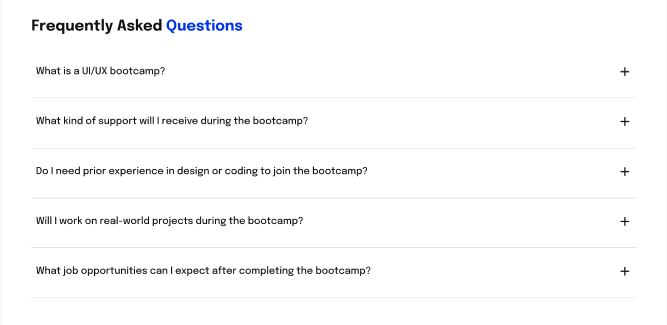 Frequently Asked Questions
What is a UI/UX bootcamp?
What kind of support will I receive during the bootcamp?
Do I need prior experience in design or coding to join the bootcamp?
Will I work on real-world projects during the bootcamp?
What job opportunities can I expect after completing the bootcamp?